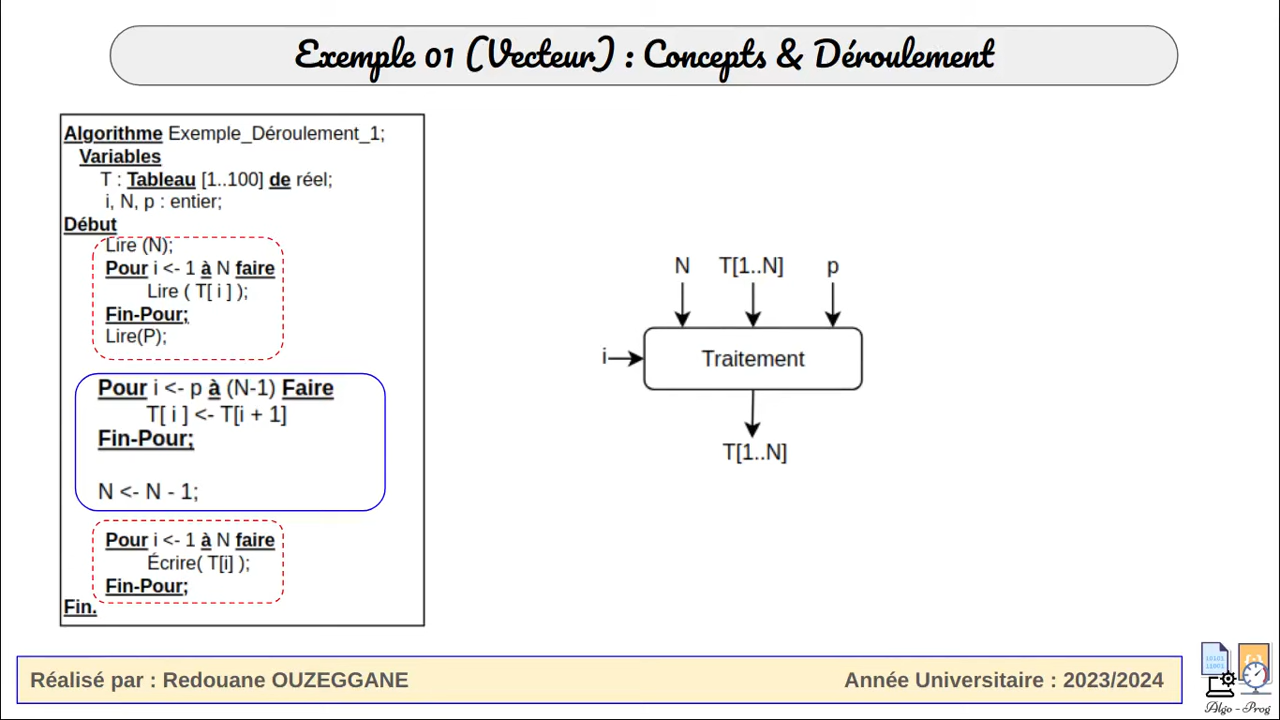 Exemple 01 (Vecteur) : Concepts & Déroulement
Algorithme Exemple_Déroulement_1;
Variables
T : Tableau [1..100] de réel;
i, N, p : entier;
Début
Lire (N);
Pour i <- 1 à N faire
Lire ( T[ i ] );
Fin-Pour;
Lire(P);
Pour i <- p à (N-1) Faire
T[ i ] <- T[i + 1]
Fin-Pour;
N <- N - 1;
Pour i <- 1 à N faire
Écrire( T[i] );
Fin-Pour;
Fin.
N T[1..N] p
i Traitement
T[1..N]
Réalisé par : Redouane OUZEGGANE
Année Universitaire : 2023/2024
Algo - Prog